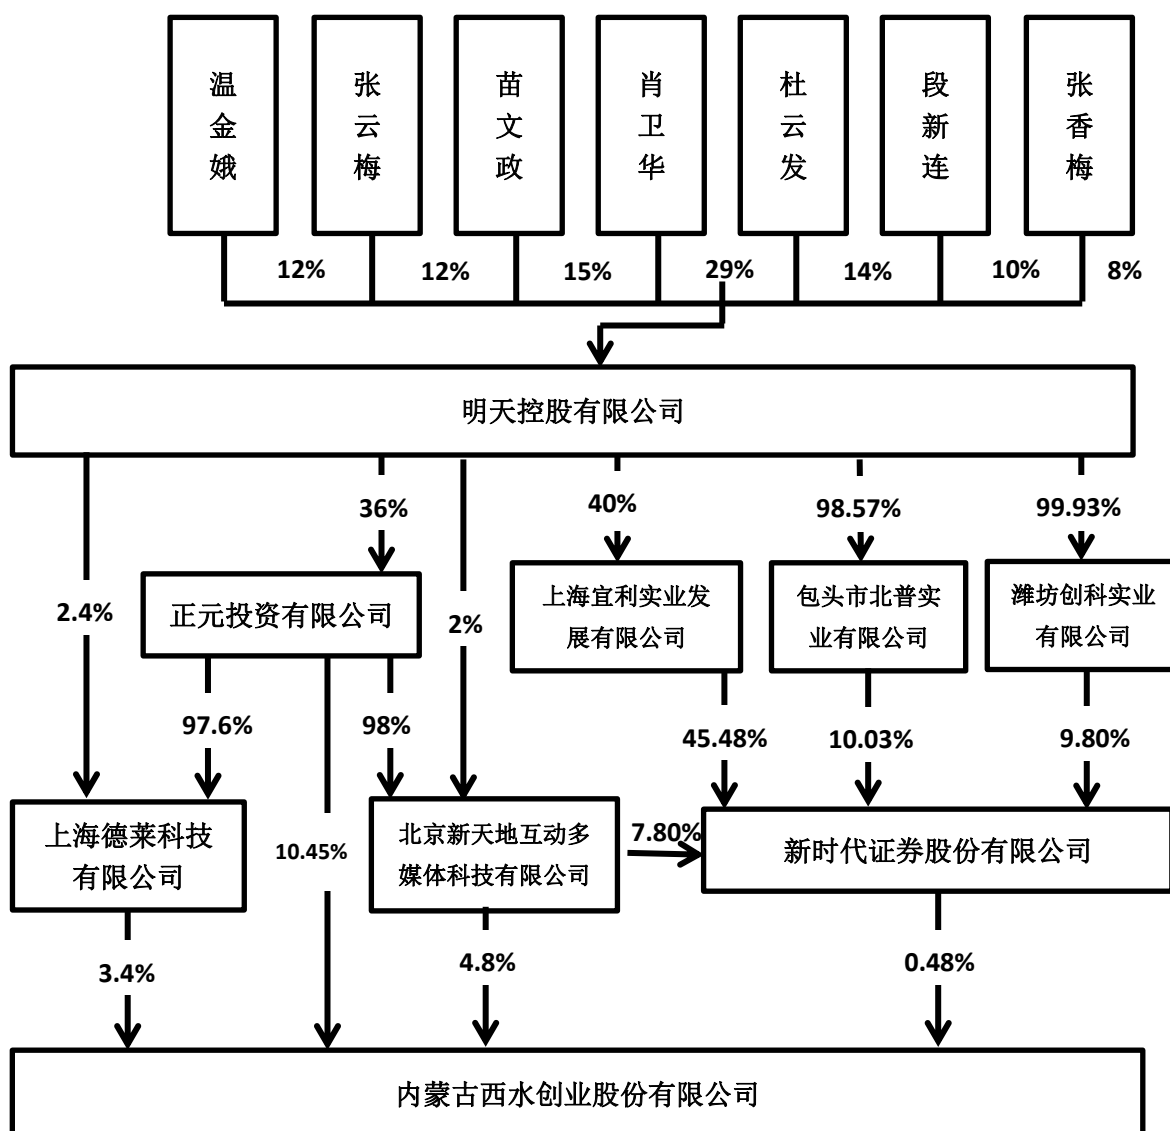 温金娥
张云梅
苗文政
肖卫华
杜云发
段新连
张香梅
12%
12%
15%
29%
14%
10%
8%
明天控股有限公司
36%
40%
98.57%
99.93%
2.4%
正元投资有限公司
2%
上海宜利实业发
展有限公司
包头市北普实
业有限公司
潍坊创科实业
有限公司
97.6%
98%
45.48%
10.03%
9.80%
上海德莱科技
有限公司
10.45%
北京新天地互动多
媒体科技有限公司
7.80%
新时代证券股份有限公司
3.4%
4.8%
0.48%
内蒙古西水创业股份有限公司